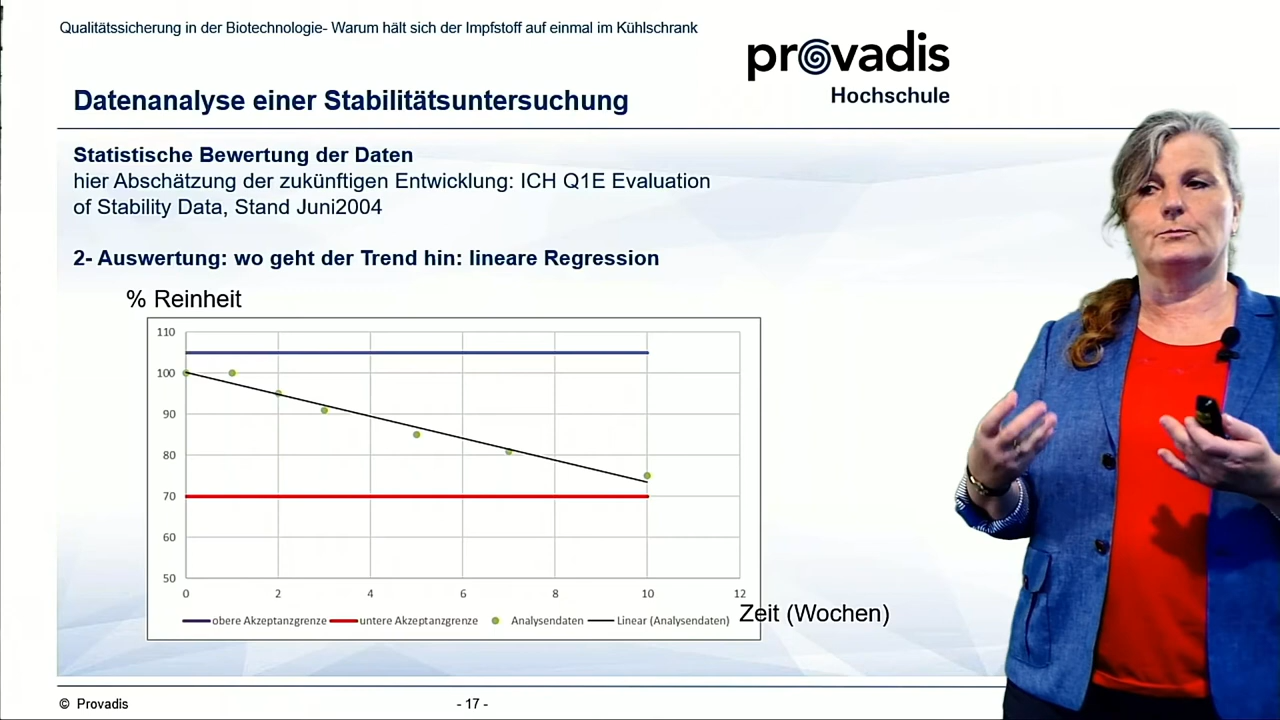 Qualitätssicherung in der Biotechnologie- Warum hält sich der Impfstoff auf einmal im Kühlschrank
provadis
Hochschule
Datenanalyse einer Stabilitätsuntersuchung
Statistische Bewertung der Daten
hier Abschätzung der zukünftigen Entwicklung: ICH Q1E Evaluation
of Stability Data, Stand Juni2004
2- Auswertung: wo geht der Trend hin: lineare Regression
% Reinheit
110
100
90
80
70
60
50
0 2 4 6 8 10 12
Zeit (Wochen)
obere Akzeptanzgrenze untere Akzeptanzgrenze Analysendaten Linear (Analysendaten)
© Provadis - 17 -